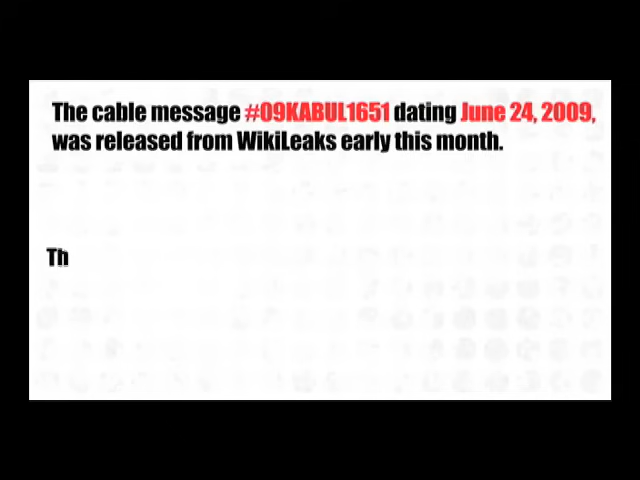 The cable message #09KABUL1651 dating June 24, 2009,
was released from WikiLeaks early this month.
Th